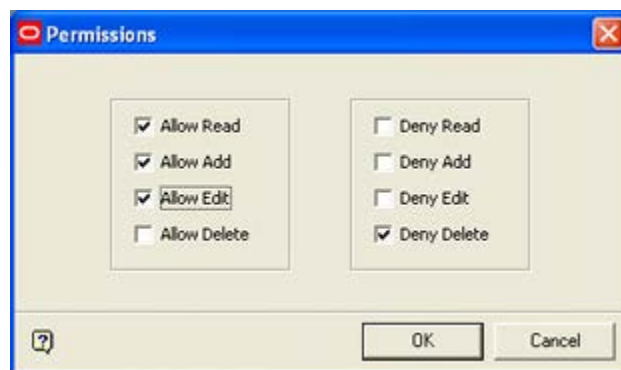 Permissions
Allow Read
Allow Add
Allow Edit
Allow Delete
Deny Read
Deny Add
Deny Edit
Deny Delete
OK
Cancel